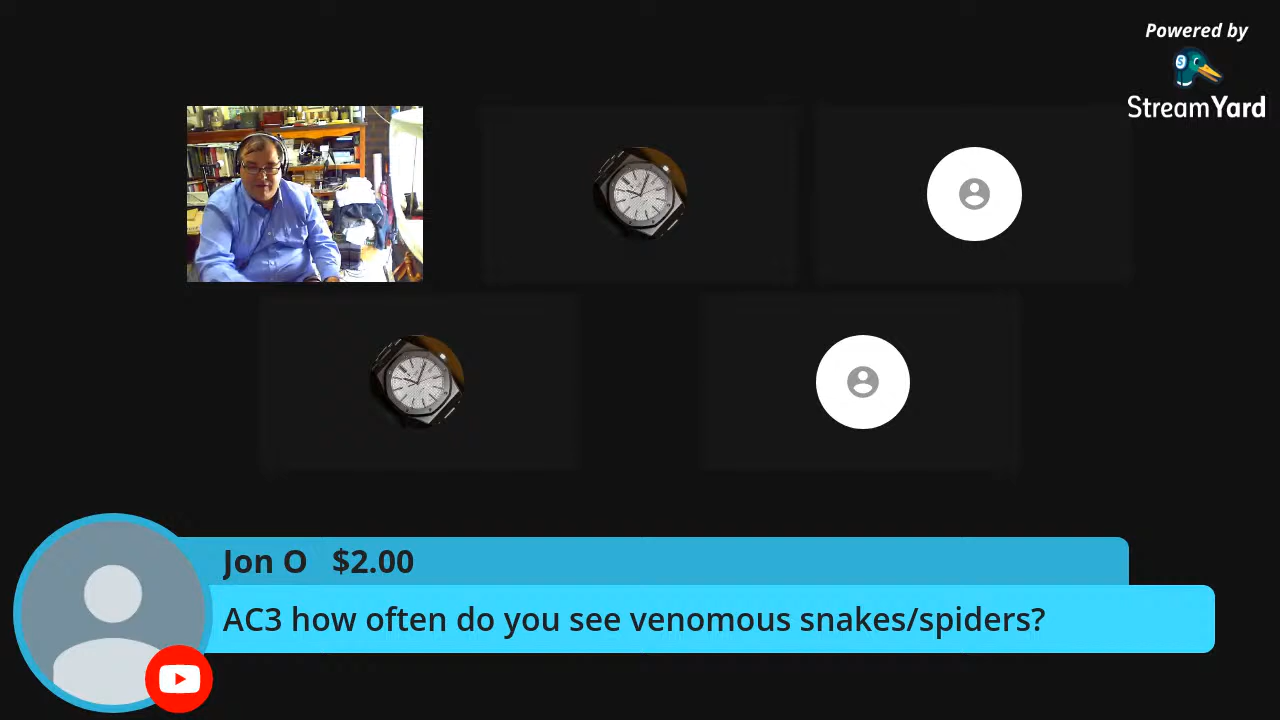 Powered by
StreamYard
Jon O $2.00
AC3 how often do you see venomous snakes/spiders?